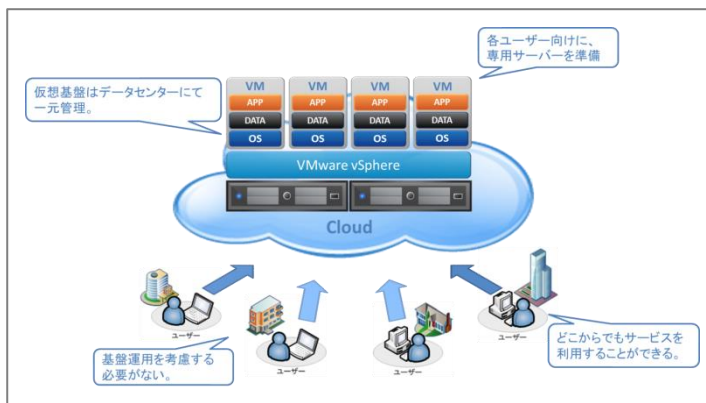 各ユーザー向けに、
専用サーバーを準備
仮想基盤はデータセンターにて
一元管理。
VM
VM
VM
VM
APP
APP
APP
APP
DATA
DATA
DATA
DATA
OS
OS
OS
OS
VMware vSphere
Cloud
ユーザー
ユーザー
ユーザー
ユーザー
基盤運用を考慮する
必要がない。
どこからでもサービスを
利用することができる。